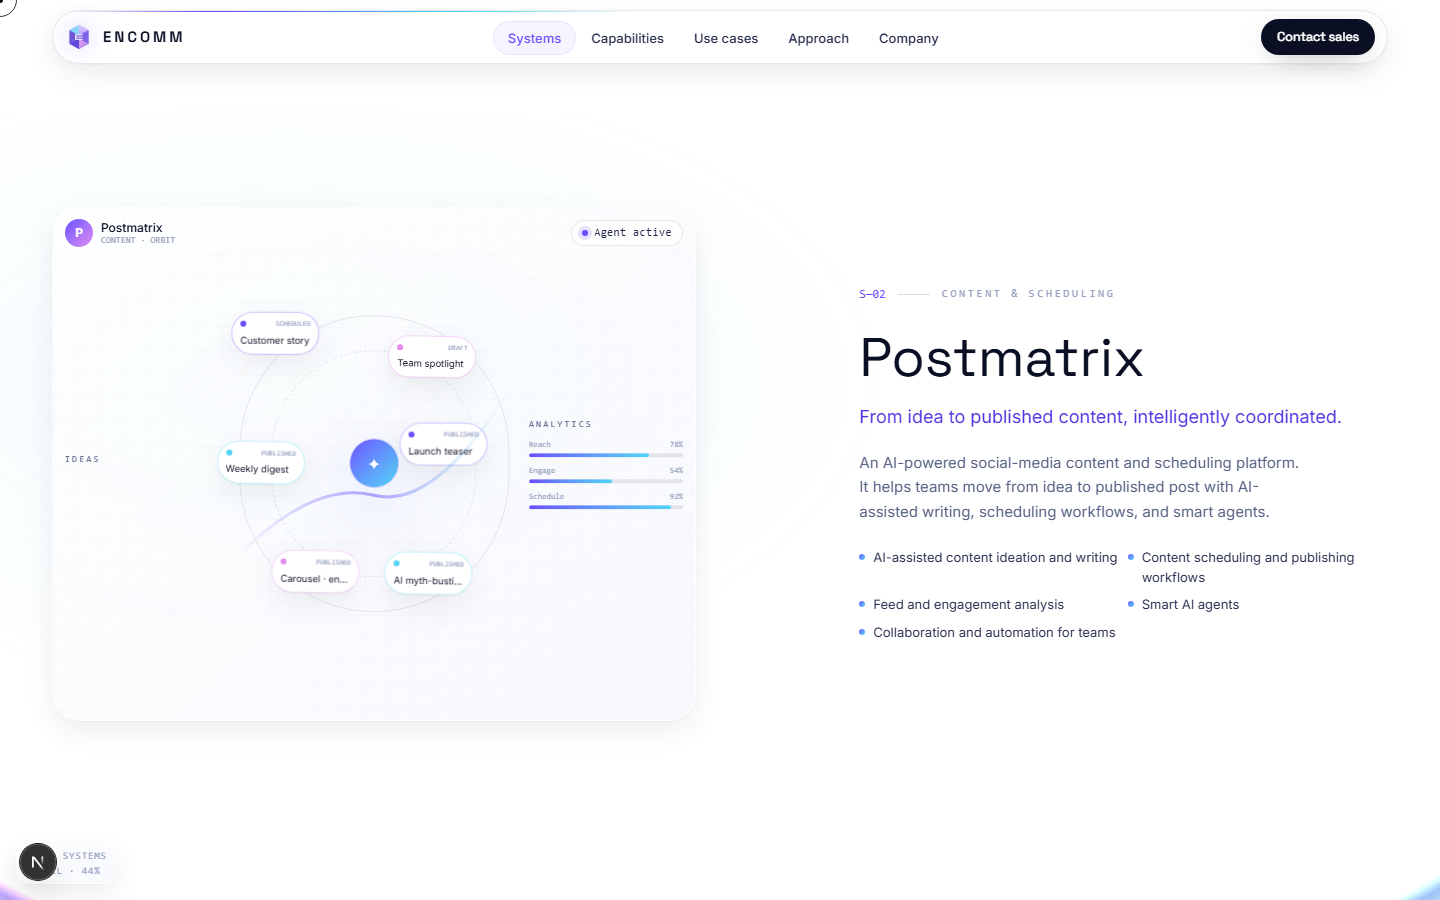 ENCOMM
Systems
Capabilities
Use cases
Approach
Company
Contact sales
P
Postmatrix
CONTENT · ORBIT
Agent active
SCHEDULED
Customer story
DRAFT
Team spotlight
IDEAS
PUBLISHED
Weekly digest
PUBLISHED
Launch teaser
PUBLISHED
Carousel · en...
PUBLISHED
AI myth-busti...
ANALYTICS
Reach 78%
Engage 54%
Schedule 92%
S—02 CONTENT & SCHEDULING
Postmatrix
From idea to published content, intelligently coordinated.
An AI-powered social-media content and scheduling platform.
It helps teams move from idea to published post with AI-
assisted writing, scheduling workflows, and smart agents.
AI-assisted content ideation and writing
Content scheduling and publishing
workflows
Feed and engagement analysis
Smart AI agents
Collaboration and automation for teams
N
SYSTEMS
L · 44%